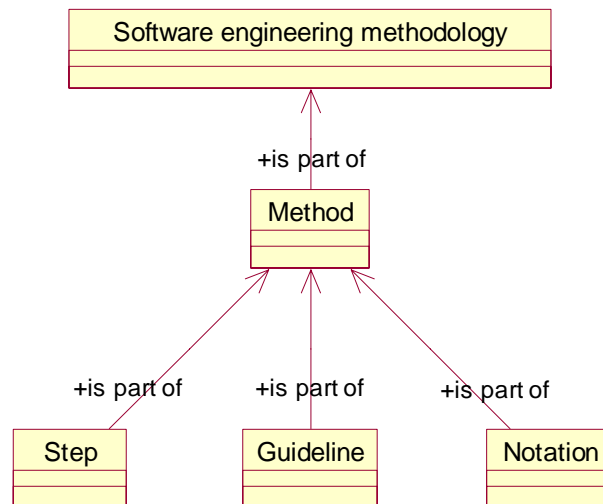 Software engineering methodology
+is part of
Method
+is part of
+is part of
+is part of
Step
Guideline
Notation